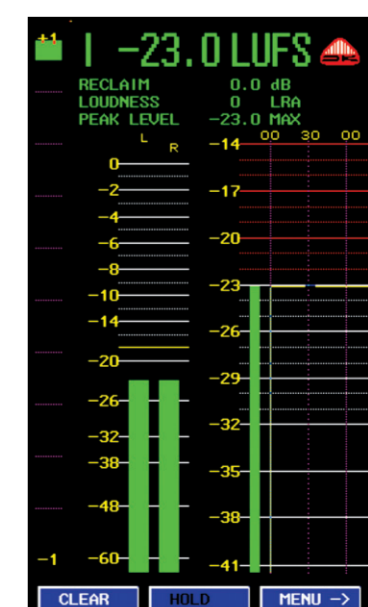 +1
I -23.0 LUFS
RECLAIM 0.0 dB
LOUDNESS 0 LRA
PEAK LEVEL -23.0 MAX
L R
00 30 00
0
-2
-4
-6
-8
-10
-14
-20
-26
-32
-38
-48
-60
-1
-14
-17
-20
-23
-26
-29
-32
-35
-38
-41
CLEAR
HOLD
MENU ->